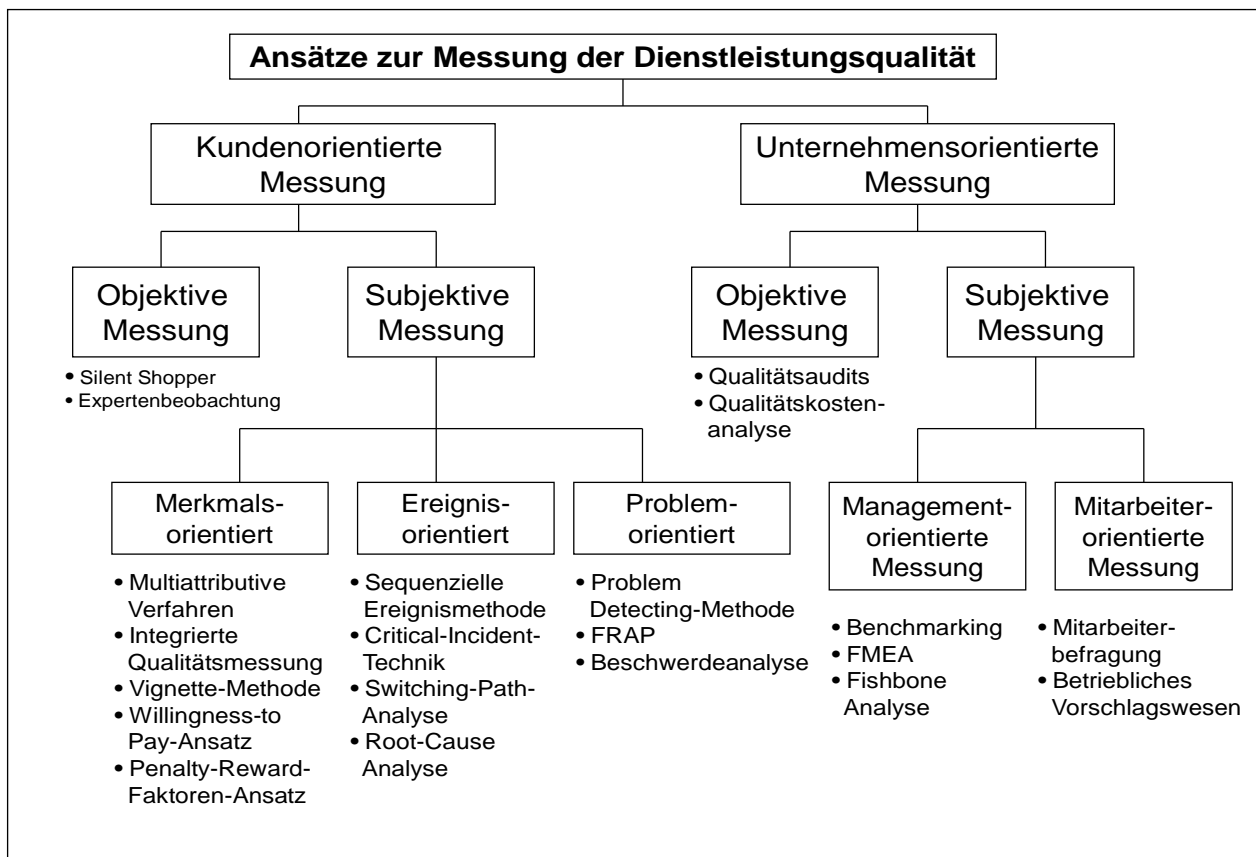 Ansätze zur Messung der Dienstleistungsqualität
Kundenorientierte
Messung
Unternehmensorientierte
Messung
Objektive
Messung
Subjektive
Messung
Objektive
Messung
Subjektive
Messung
• Silent Shopper
• Expertenbeobachtung
• Qualitätsaudits
• Qualitätskosten-
analyse
Merkmals-
orientiert
Ereignis-
orientiert
Problem-
orientiert
Management-
orientierte
Messung
Mitarbeiter-
orientierte
Messung
• Multiattributive
Verfahren
• Integrierte
Qualitätsmessung
• Vignette-Methode
• Willingness-to
Pay-Ansatz
• Penalty-Reward-
Faktoren-Ansatz
• Sequenzielle
Ereignismethode
• Critical-Incident-
Technik
• Switching-Path-
Analyse
• Root-Cause
Analyse
• Problem
Detecting-Methode
• FRAP
• Beschwerdeanalyse
• Benchmarking
• FMEA
• Fishbone
Analyse
• Mitarbeiter-
befragung
• Betriebliches
Vorschlagswesen